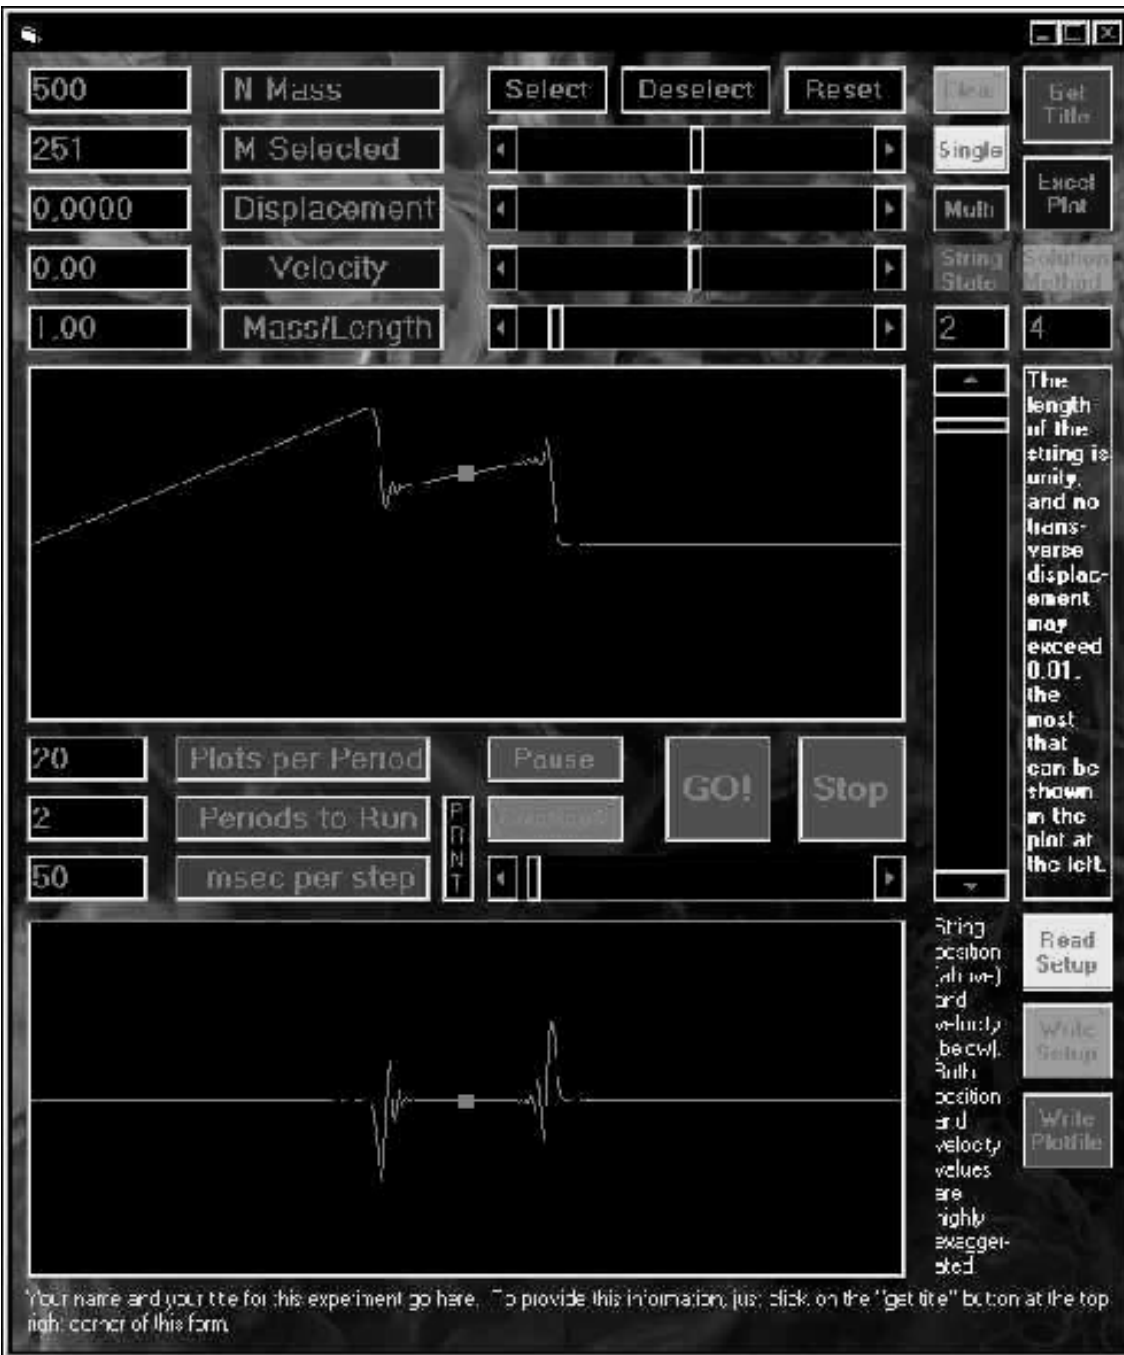 500 N Mass Select Deselect Reset Clear Get Title
251 M Selected Single
0.0000 Displacement Multi Excel Plot
0.00 Velocity String State Solution Method
1.00 Mass/Length 2 4
The
length
of the
string is
unity,
and no
trans-
verse
displac-
ement
may
exceed
0.01,
the
most
that
can be
shown
in the
plot at
the left.
20 Plots per Period Pause GO! Stop
2 Periods to Run
PRNT
50 msec per step
String
position
(above)
and
velocity
(below).
Both
position
and
velocity
values
are
highly
exagger-
ated.
Read
Setup
Write
Setup
Write
Plotfile
Your name and your title for this experiment go here. To provide this information, just click on the "get title" button at the top
right corner of this form.